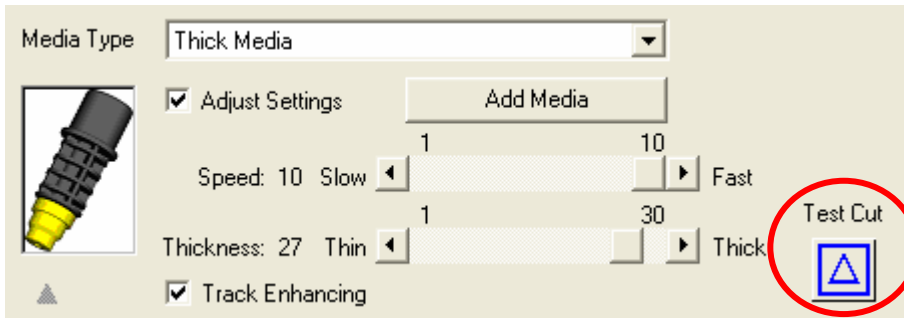 Media Type Thick Media
Adjust Settings Add Media
1 10
Speed: 10 Slow Fast
1 30 Test Cut
Thickness: 27 Thin Thick
Track Enhancing